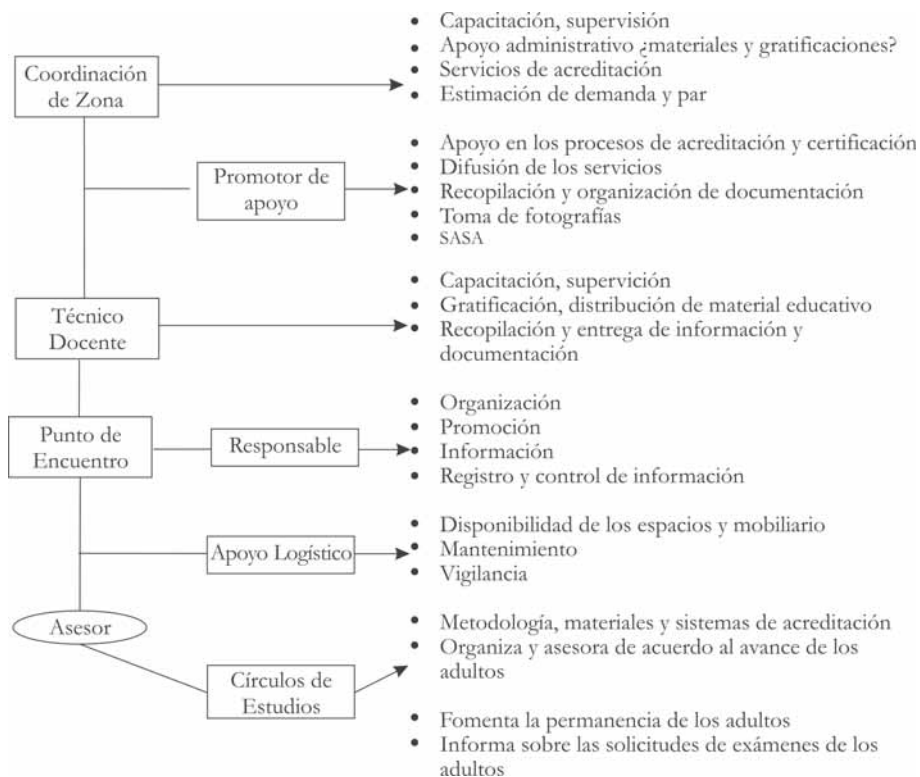 Coordinación
de Zona
• Capacitación, supervisión
• Apoyo administrativo ¿materiales y gratificaciones?
• Servicios de acreditación
• Estimación de demanda y par
Promotor de
apoyo
• Apoyo en los procesos de acreditación y certificación
• Difusión de los servicios
• Recopilación y organización de documentación
• Toma de fotografías
• SASA
Técnico
Docente
• Capacitación, supervición
• Gratificación, distribución de material educativo
• Recopilación y entrega de información y
documentación
Punto de
Encuentro
Responsable
• Organización
• Promoción
• Información
• Registro y control de información
Apoyo Logístico
• Disponibilidad de los espacios y mobiliario
• Mantenimiento
• Vigilancia
Asesor
Círculos de
Estudios
• Metodología, materiales y sistemas de acreditación
• Organiza y asesora de acuerdo al avance de los
adultos
• Fomenta la permanencia de los adultos
• Informa sobre las solicitudes de exámenes de los
adultos